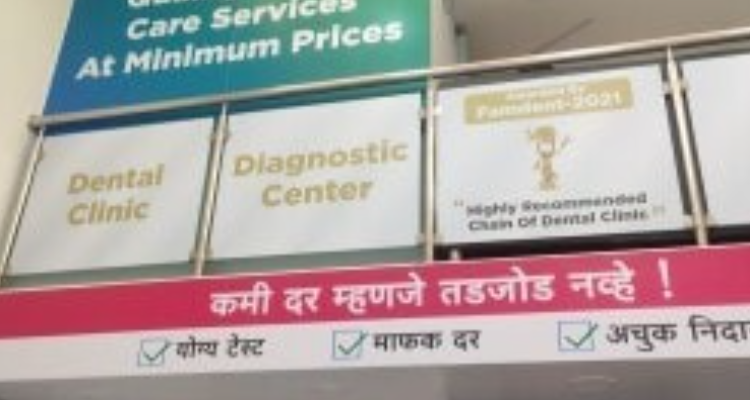 Care Services
At Minimum Prices
Dental
Clinic
Diagnostic
Center
Famdent-2021
"Highly Recommended
Chain Of Dental Clinic"
कमी दर म्हणजे तडजोड नव्हे !
योग्य टेस्ट
माफक दर
अचुक